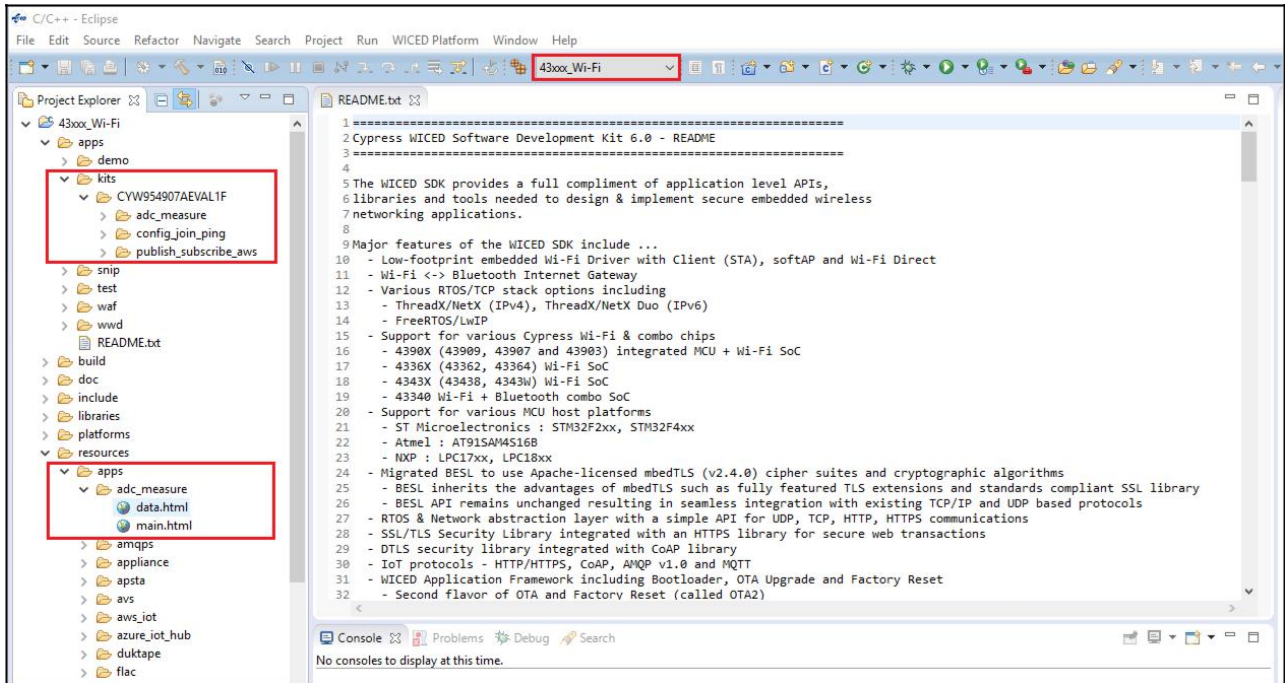 C/C++ - Eclipse
File Edit Source Refactor Navigate Search Project Run WICED Platform Window Help
43xxx_Wi-Fi
Project Explorer
43xxx_Wi-Fi
apps
demo
kits
CYW954907AEVAL1F
adc_measure
config_join_ping
publish_subscribe_aws
snip
test
waf
wwd
README.txt
build
doc
include
libraries
platforms
resources
apps
adc_measure
data.html
main.html
amqps
appliance
apsta
avs
aws_iot
azure_iot_hub
duktape
flac
README.txt
1 =======================================================================
2 Cypress WICED Software Development Kit 6.0 - README
3 =======================================================================
4
5 The WICED SDK provides a full compliment of application level APIs,
6 libraries and tools needed to design & implement secure embedded wireless
7 networking applications.
8
9 Major features of the WICED SDK include ...
10 - Low-footprint embedded Wi-Fi Driver with Client (STA), softAP and Wi-Fi Direct
11 - Wi-Fi <-> Bluetooth Internet Gateway
12 - Various RTOS/TCP stack options including
13 - ThreadX/NetX (IPv4), ThreadX/NetX Duo (IPv6)
14 - FreeRTOS/LwIP
15 - Support for various Cypress Wi-Fi & combo chips
16 - 4390X (43909, 43907 and 43903) integrated MCU + Wi-Fi SoC
17 - 4336X (43362, 43364) Wi-Fi SoC
18 - 4343X (43438, 4343W) Wi-Fi SoC
19 - 43340 Wi-Fi + Bluetooth combo SoC
20 - Support for various MCU host platforms
21 - ST Microelectronics : STM32F2xx, STM32F4xx
22 - Atmel : AT91SAM4S16B
23 - NXP : LPC17xx, LPC18xx
24 - Migrated BESL to use Apache-licensed mbedTLS (v2.4.0) cipher suites and cryptographic algorithms
25 - BESL inherits the advantages of mbedTLS such as fully featured TLS extensions and standards compliant SSL library
26 - BESL API remains unchanged resulting in seamless integration with existing TCP/IP and UDP based protocols
27 - RTOS & Network abstraction layer with a simple API for UDP, TCP, HTTP, HTTPS communications
28 - SSL/TLS Security Library integrated with an HTTPS library for secure web transactions
29 - DTLS security library integrated with CoAP library
30 - IoT protocols - HTTP/HTTPS, CoAP, AMQP v1.0 and MQTT
31 - WICED Application Framework including Bootloader, OTA Upgrade and Factory Reset
32 - Second flavor of OTA and Factory Reset (called OTA2)
Console Problems Debug Search
No consoles to display at this time.